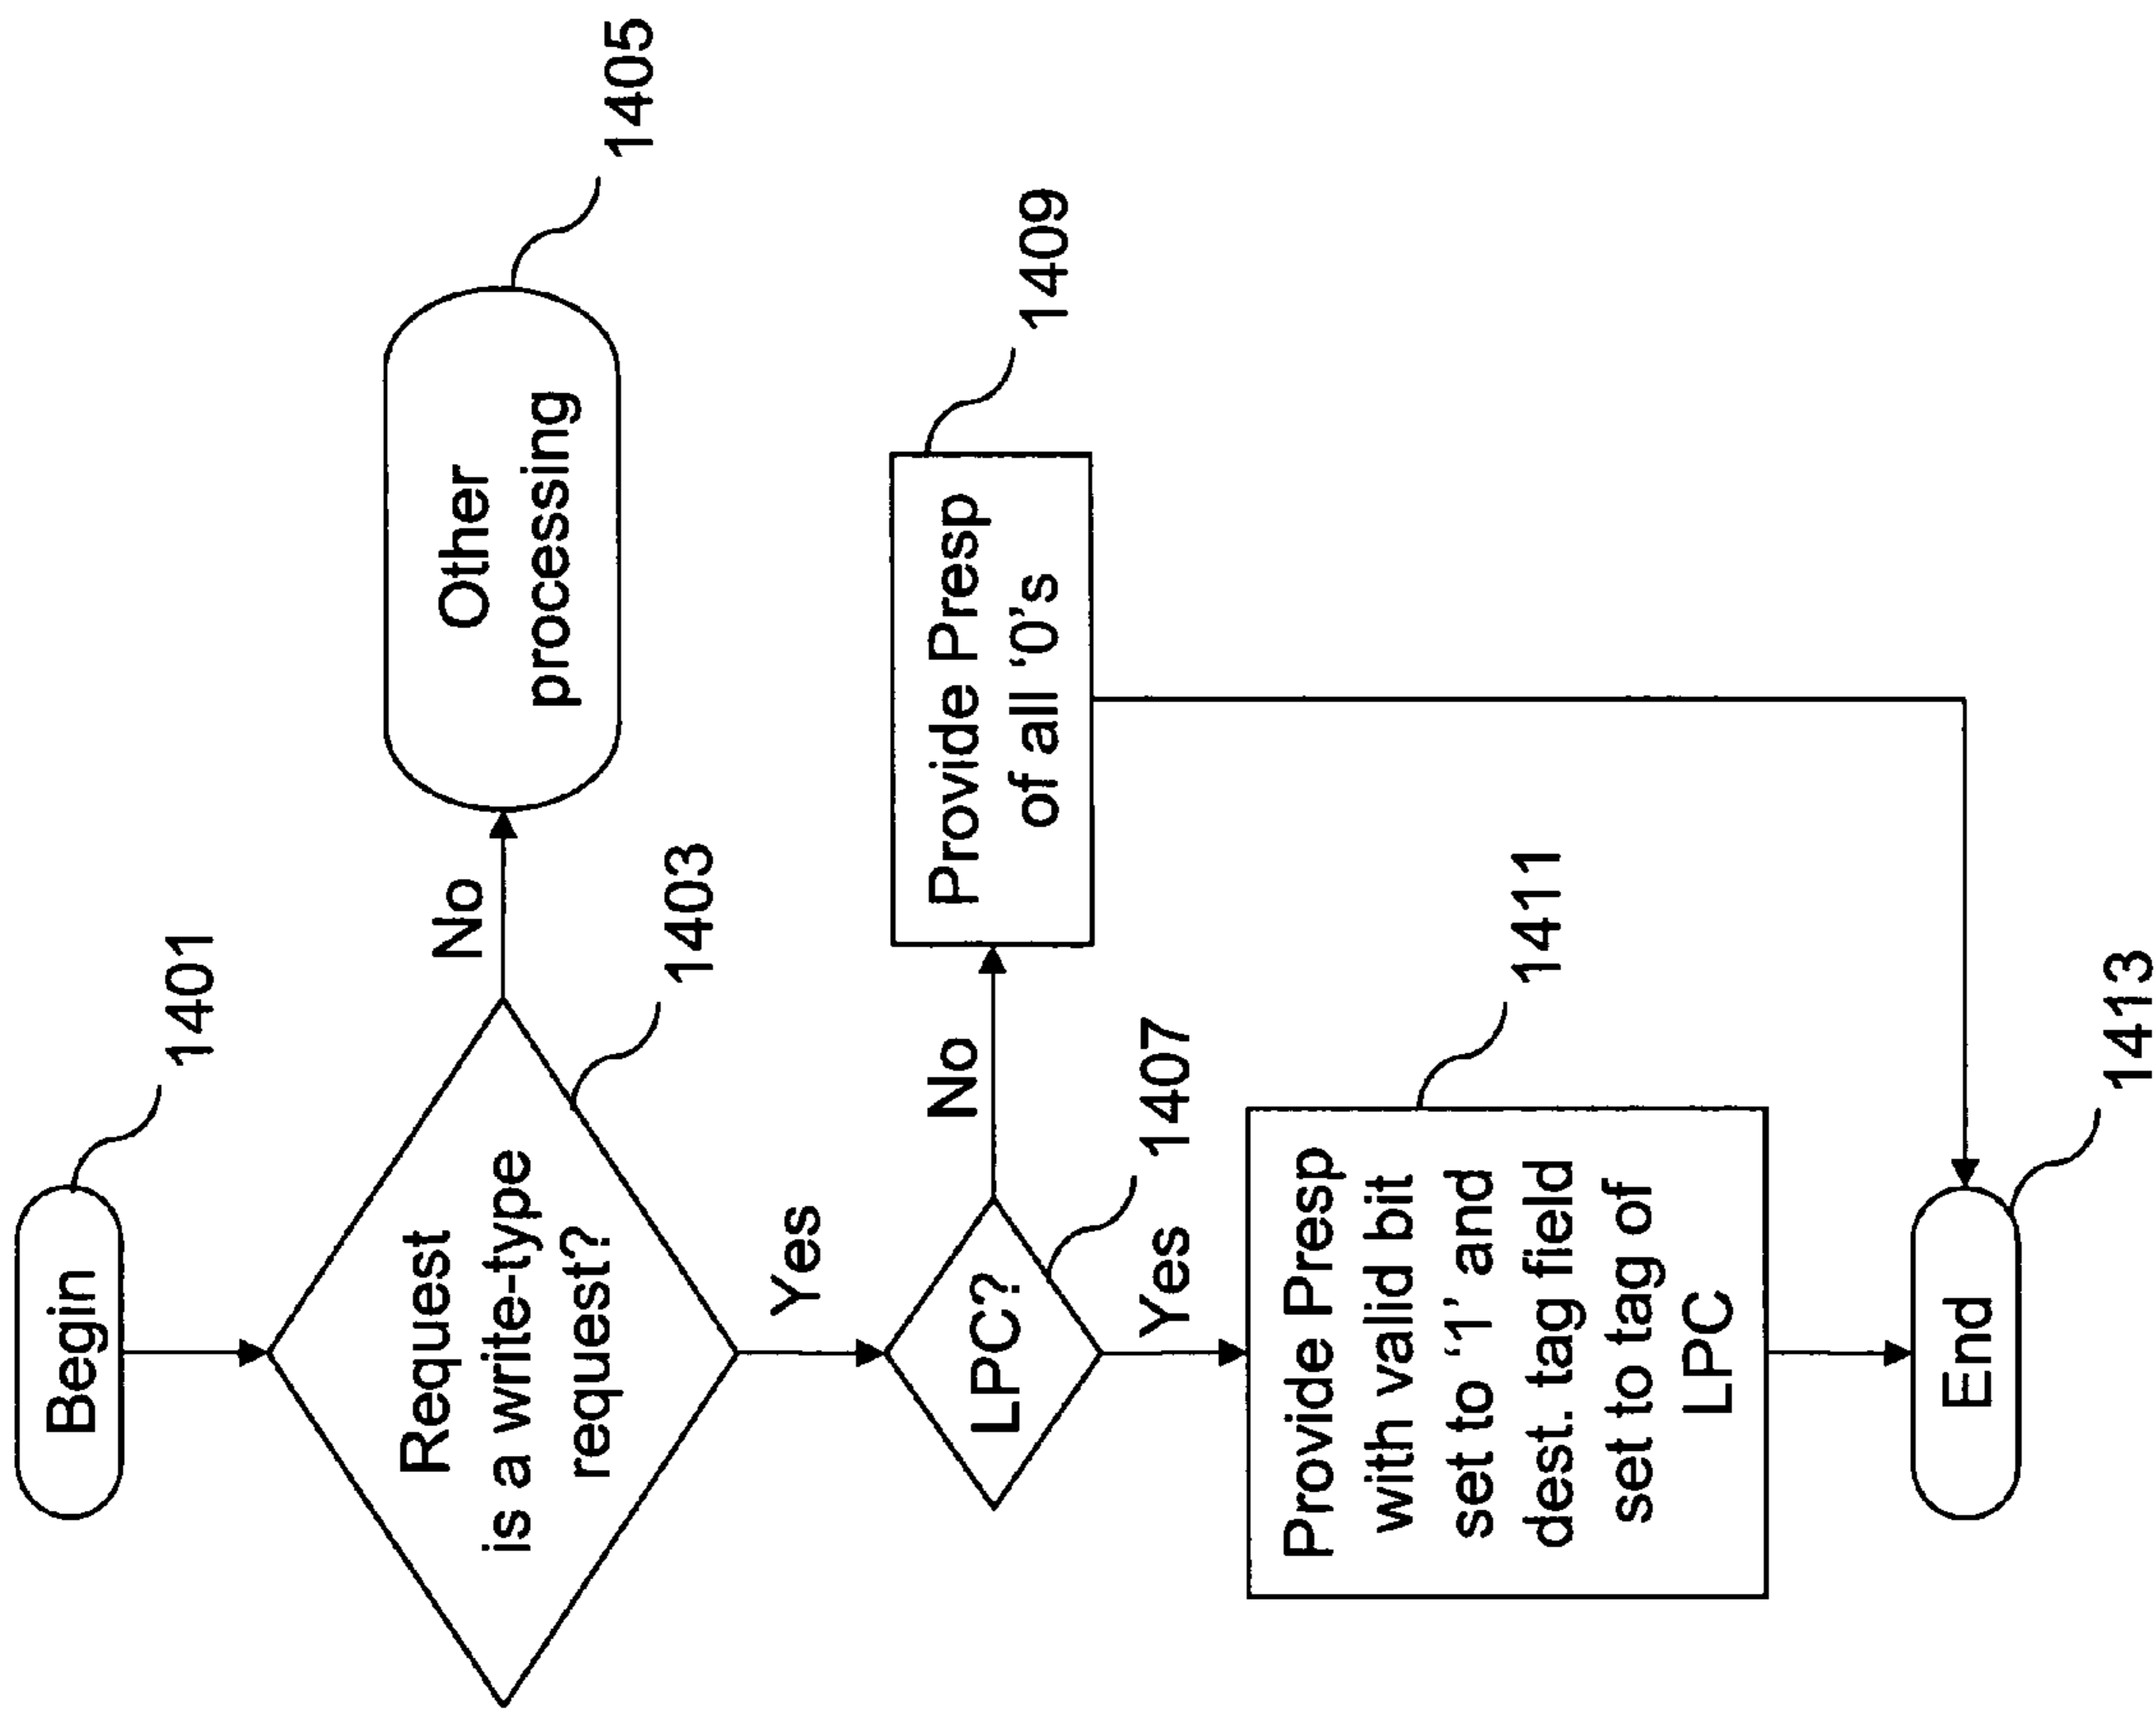 Begin
1401
Request
is a write-type
request?
1403
No
Other
processing
1405
Yes
LPC?
1407
No
Provide Presp
of all ‘0’s
1409
Yes
Provide Presp
with valid bit
set to ‘1’ and
dest. tag field
set to tag of
LPC
1411
End
1413